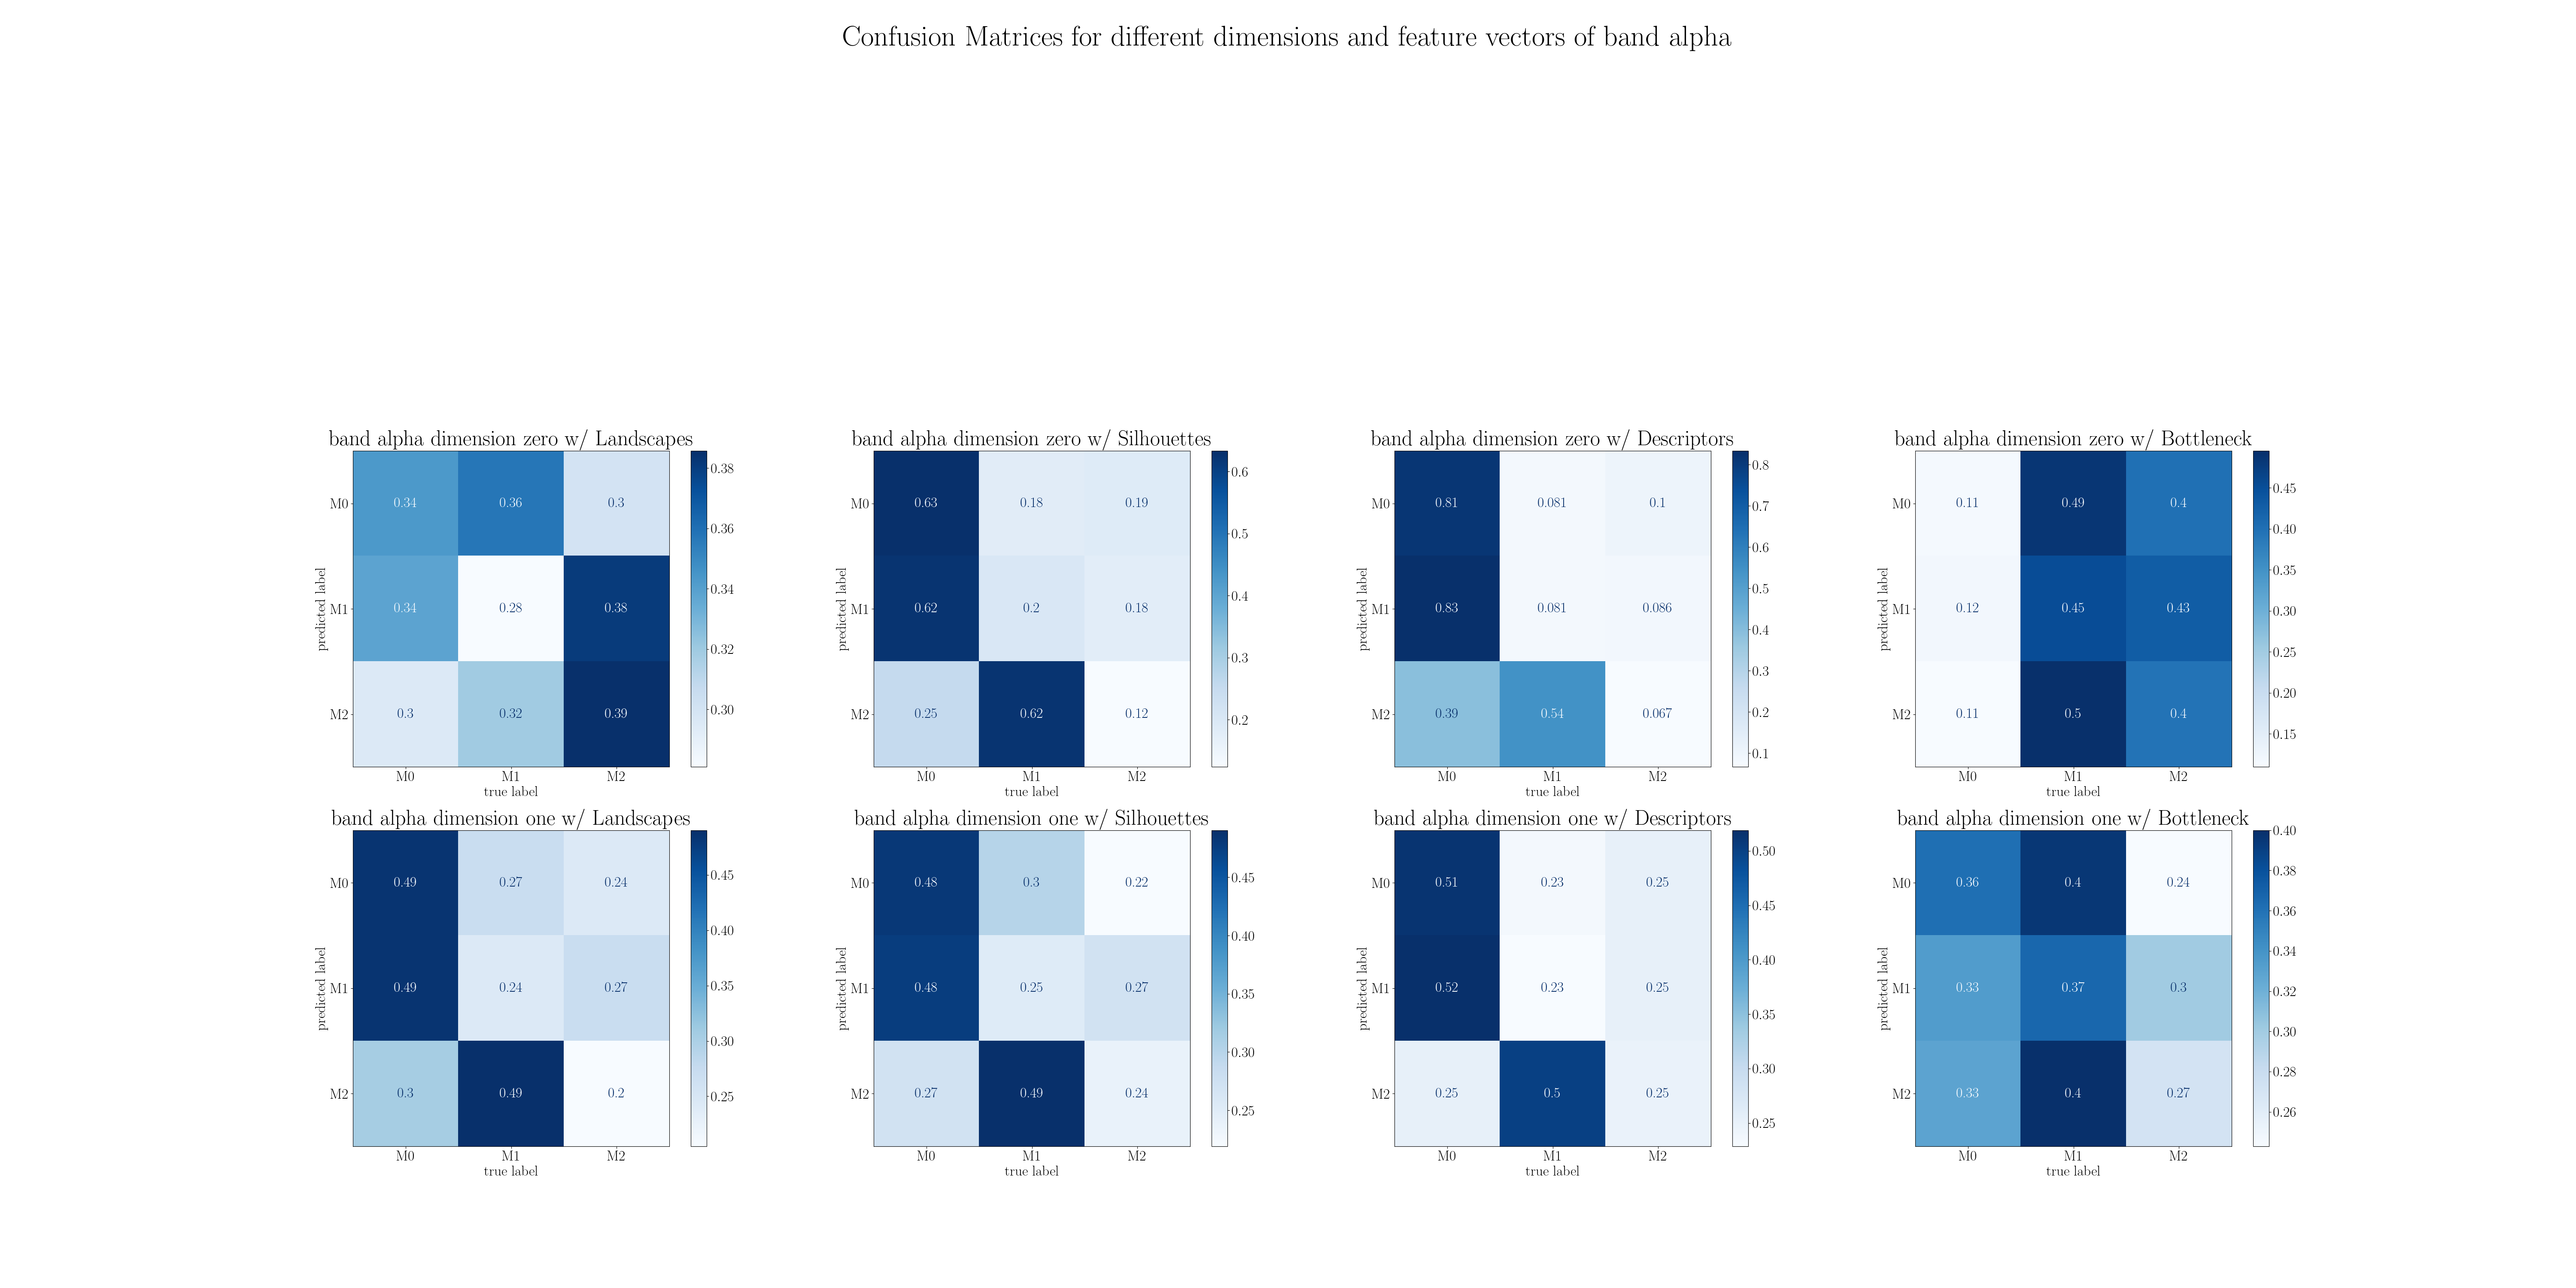 Confusion Matrices for different dimensions and feature vectors of band alpha
band alpha dimension zero w/ Landscapes
predicted label
M0 0.34 0.36 0.3
M1 0.34 0.28 0.38
M2 0.3 0.32 0.39
M0 M1 M2
true label
0.38
0.36
0.34
0.32
0.30
band alpha dimension zero w/ Silhouettes
predicted label
M0 0.63 0.18 0.19
M1 0.62 0.2 0.18
M2 0.25 0.62 0.12
M0 M1 M2
true label
0.6
0.5
0.4
0.3
0.2
band alpha dimension zero w/ Descriptors
predicted label
M0 0.81 0.081 0.1
M1 0.83 0.081 0.086
M2 0.39 0.54 0.067
M0 M1 M2
true label
0.8
0.7
0.6
0.5
0.4
0.3
0.2
0.1
band alpha dimension zero w/ Bottleneck
predicted label
M0 0.11 0.49 0.4
M1 0.12 0.45 0.43
M2 0.11 0.5 0.4
M0 M1 M2
true label
0.45
0.40
0.35
0.30
0.25
0.20
0.15
band alpha dimension one w/ Landscapes
predicted label
M0 0.49 0.27 0.24
M1 0.49 0.24 0.27
M2 0.3 0.49 0.2
M0 M1 M2
true label
0.45
0.40
0.35
0.30
0.25
band alpha dimension one w/ Silhouettes
predicted label
M0 0.48 0.3 0.22
M1 0.48 0.25 0.27
M2 0.27 0.49 0.24
M0 M1 M2
true label
0.45
0.40
0.35
0.30
0.25
band alpha dimension one w/ Descriptors
predicted label
M0 0.51 0.23 0.25
M1 0.52 0.23 0.25
M2 0.25 0.5 0.25
M0 M1 M2
true label
0.50
0.45
0.40
0.35
0.30
0.25
band alpha dimension one w/ Bottleneck
predicted label
M0 0.36 0.4 0.24
M1 0.33 0.37 0.3
M2 0.33 0.4 0.27
M0 M1 M2
true label
0.40
0.38
0.36
0.34
0.32
0.30
0.28
0.26